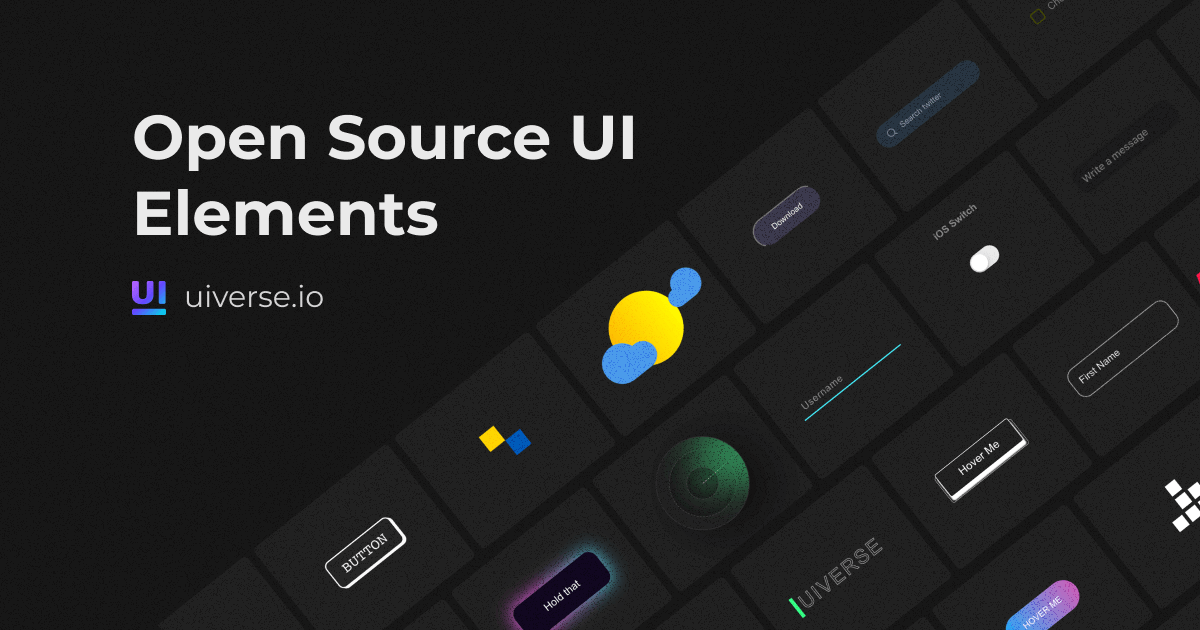 Open Source UI
Elements
UI
uiverse.io
Search twitter
Write a message
Download
iOS Switch
First Name
Username
Hover Me
BUTTON
Hold that
UIVERSE
HOVER ME